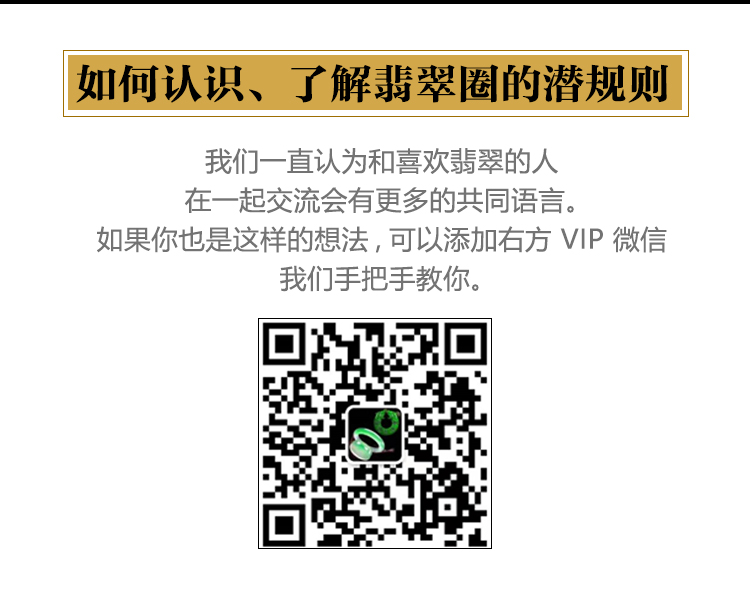 如何认识、了解翡翠圈的潜规则
我们一直认为和喜欢翡翠的人
在一起交流会有更多的共同语言。
如果你也是这样的想法，可以添加右方 VIP 微信
我们手把手教你。